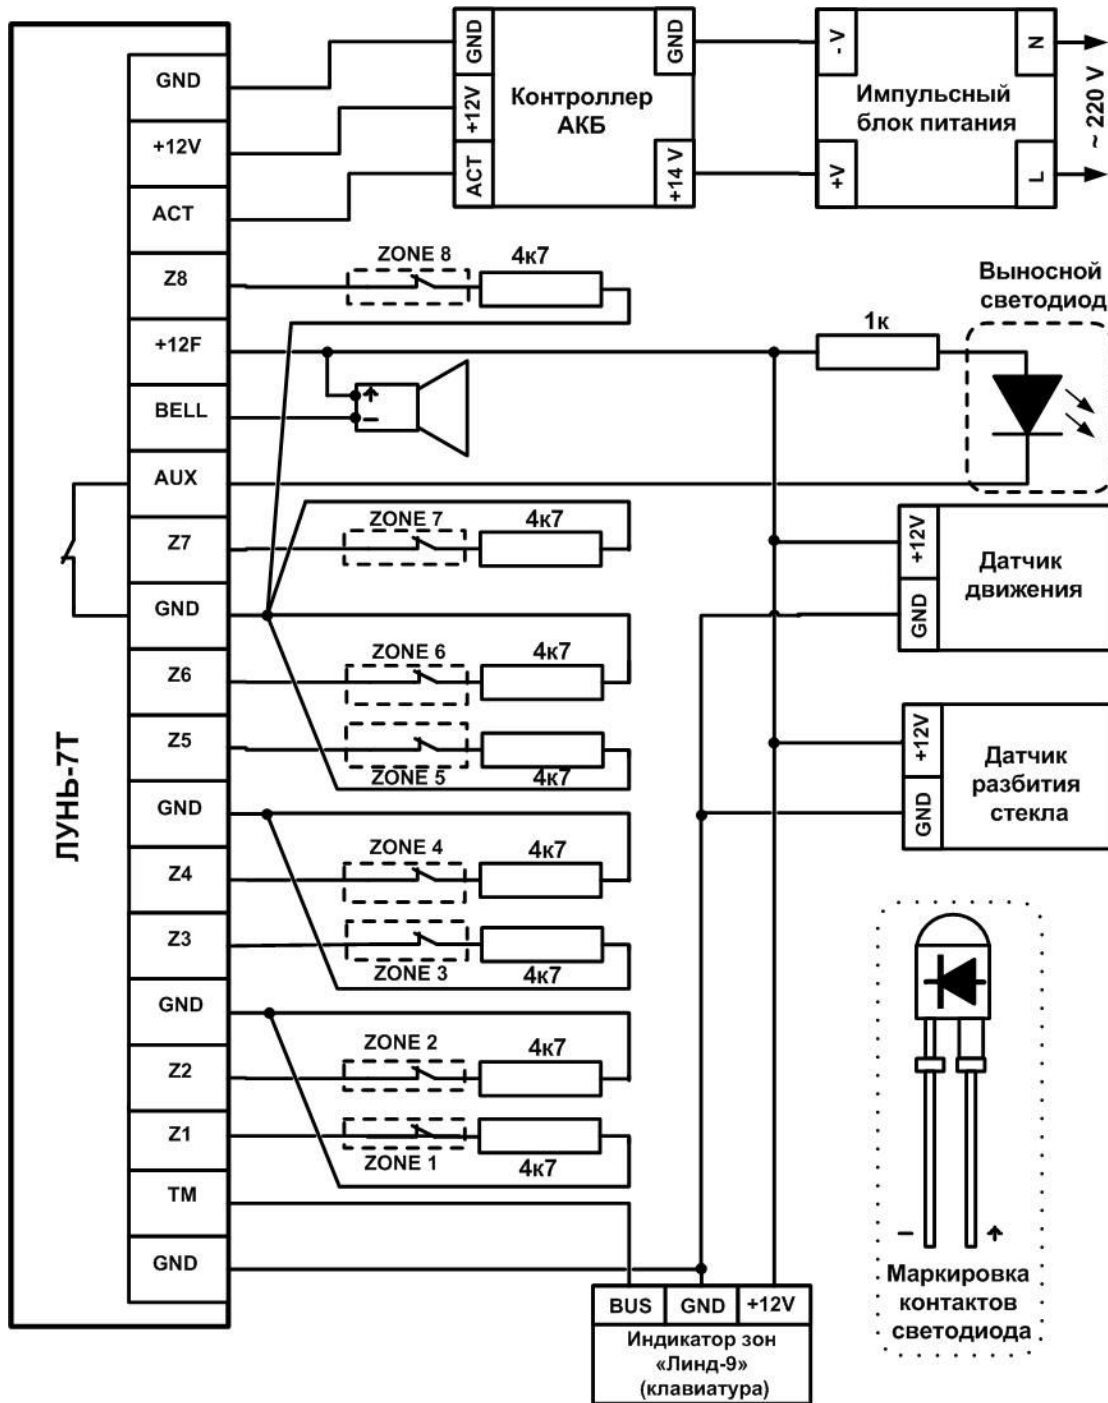 ЛУНЬ-7Т
GND
+12V
ACT
Z8
+12F
BELL
AUX
Z7
GND
Z6
Z5
GND
Z4
Z3
GND
Z2
Z1
TM
GND
GND
+12V
ACT
Контроллер
АКБ
GND
+14 V
- V
+V
Импульсный
блок питания
N
L
~ 220 V
ZONE 8
4к7
1к
Выносной
светодиод
−
ZONE 7
4к7
ZONE 6
4к7
ZONE 5
4к7
ZONE 4
4к7
ZONE 3
4к7
ZONE 2
4к7
ZONE 1
4к7
+12V
GND
Датчик
движения
+12V
GND
Датчик
разбития
стекла
−
Маркировка
контактов
светодиода
BUS
GND
+12V
Индикатор зон
«Линд-9»
(клавиатура)